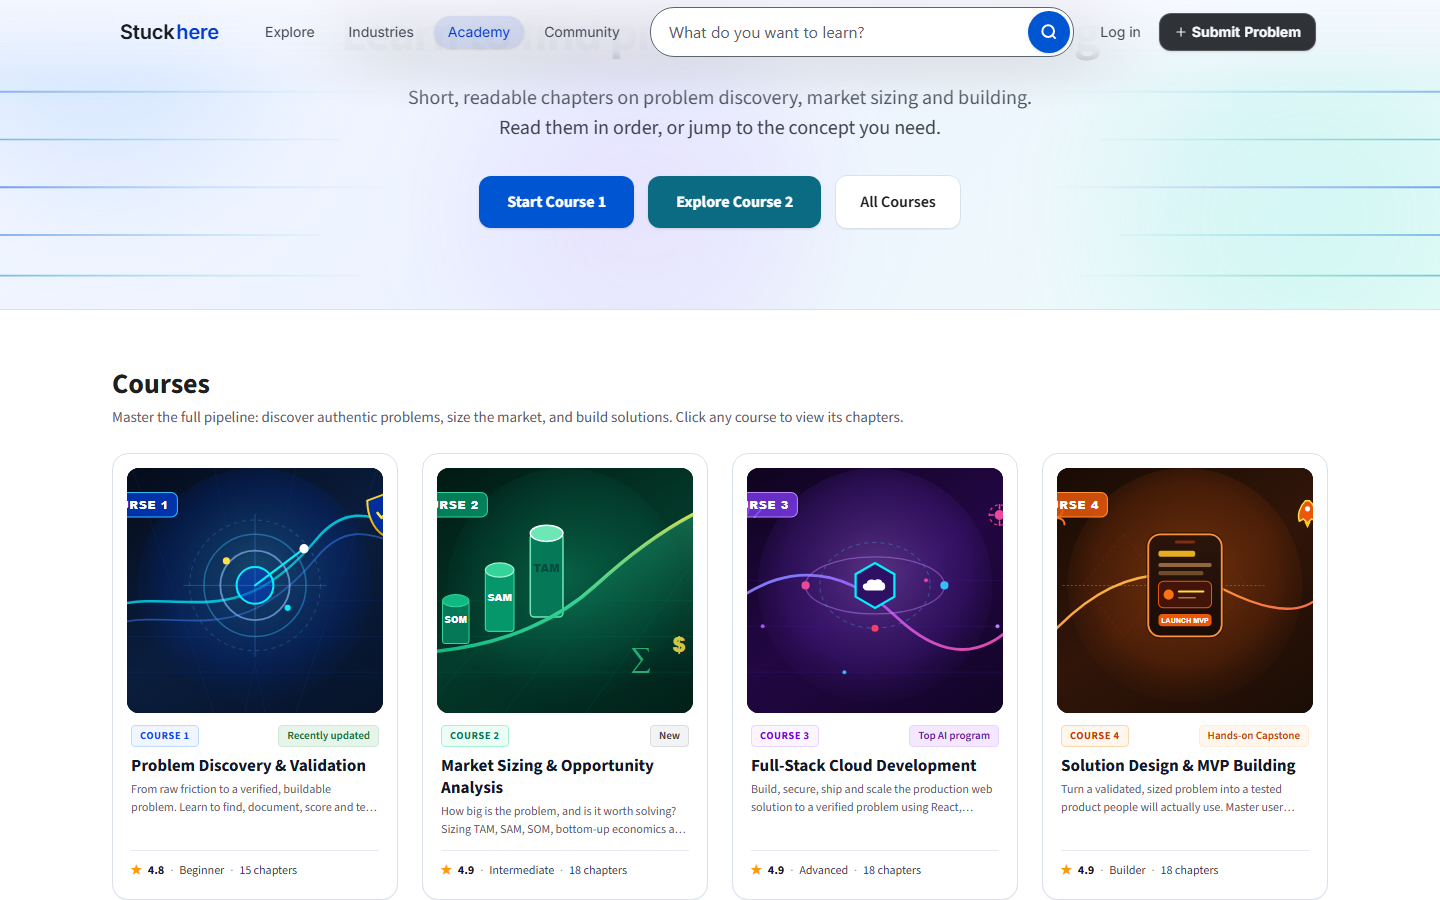 Stuckhere
Explore
Industries
Academy
Community
What do you want to learn?
Log in
+ Submit Problem
Short, readable chapters on problem discovery, market sizing and building.
Read them in order, or jump to the concept you need.
Start Course 1
Explore Course 2
All Courses
Courses
Master the full pipeline: discover authentic problems, size the market, and build solutions. Click any course to view its chapters.
RSE 1
COURSE 1
Recently updated
Problem Discovery & Validation
From raw friction to a verified, buildable
problem. Learn to find, document, score and te…
★ 4.8 · Beginner · 15 chapters
RSE 2
TAM
SAM
SOM
$
Σ
COURSE 2
New
Market Sizing & Opportunity
Analysis
How big is the problem, and is it worth solving?
Sizing TAM, SAM, SOM, bottom-up economics a…
★ 4.9 · Intermediate · 18 chapters
RSE 3
COURSE 3
Top AI program
Full-Stack Cloud Development
Build, secure, ship and scale the production web
solution to a verified problem using React,…
★ 4.9 · Advanced · 18 chapters
RSE 4
LAUNCH MVP
COURSE 4
Hands-on Capstone
Solution Design & MVP Building
Turn a validated, sized problem into a tested
product people will actually use. Master user…
★ 4.9 · Builder · 18 chapters